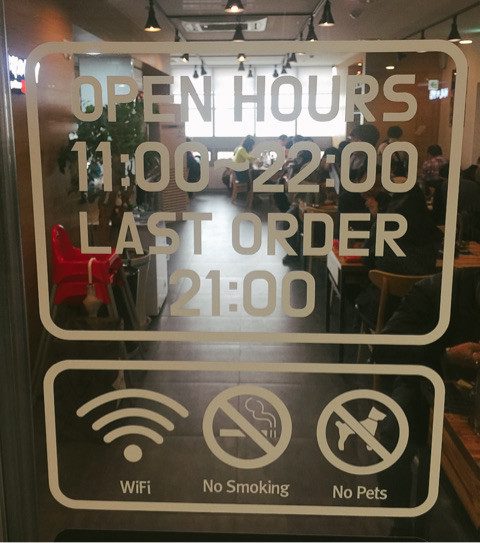 OPEN HOURS
11:00~22:00
LAST ORDER
21:00
WiFi
No Smoking
No Pets